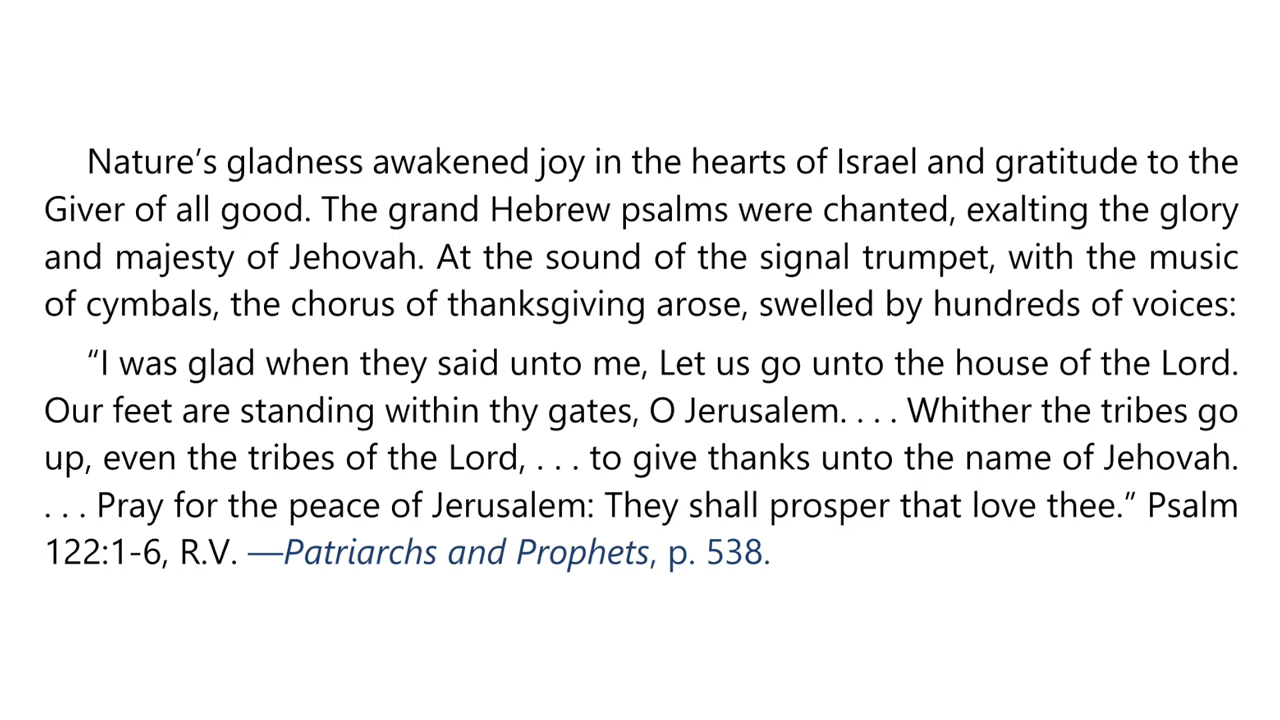 Nature’s gladness awakened joy in the hearts of Israel and gratitude to the
Giver of all good. The grand Hebrew psalms were chanted, exalting the glory
and majesty of Jehovah. At the sound of the signal trumpet, with the music
of cymbals, the chorus of thanksgiving arose, swelled by hundreds of voices:
“I was glad when they said unto me, Let us go unto the house of the Lord.
Our feet are standing within thy gates, O Jerusalem. . . . Whither the tribes go
up, even the tribes of the Lord, . . . to give thanks unto the name of Jehovah.
. . . Pray for the peace of Jerusalem: They shall prosper that love thee.” Psalm
122:1-6, R.V. —Patriarchs and Prophets, p. 538.